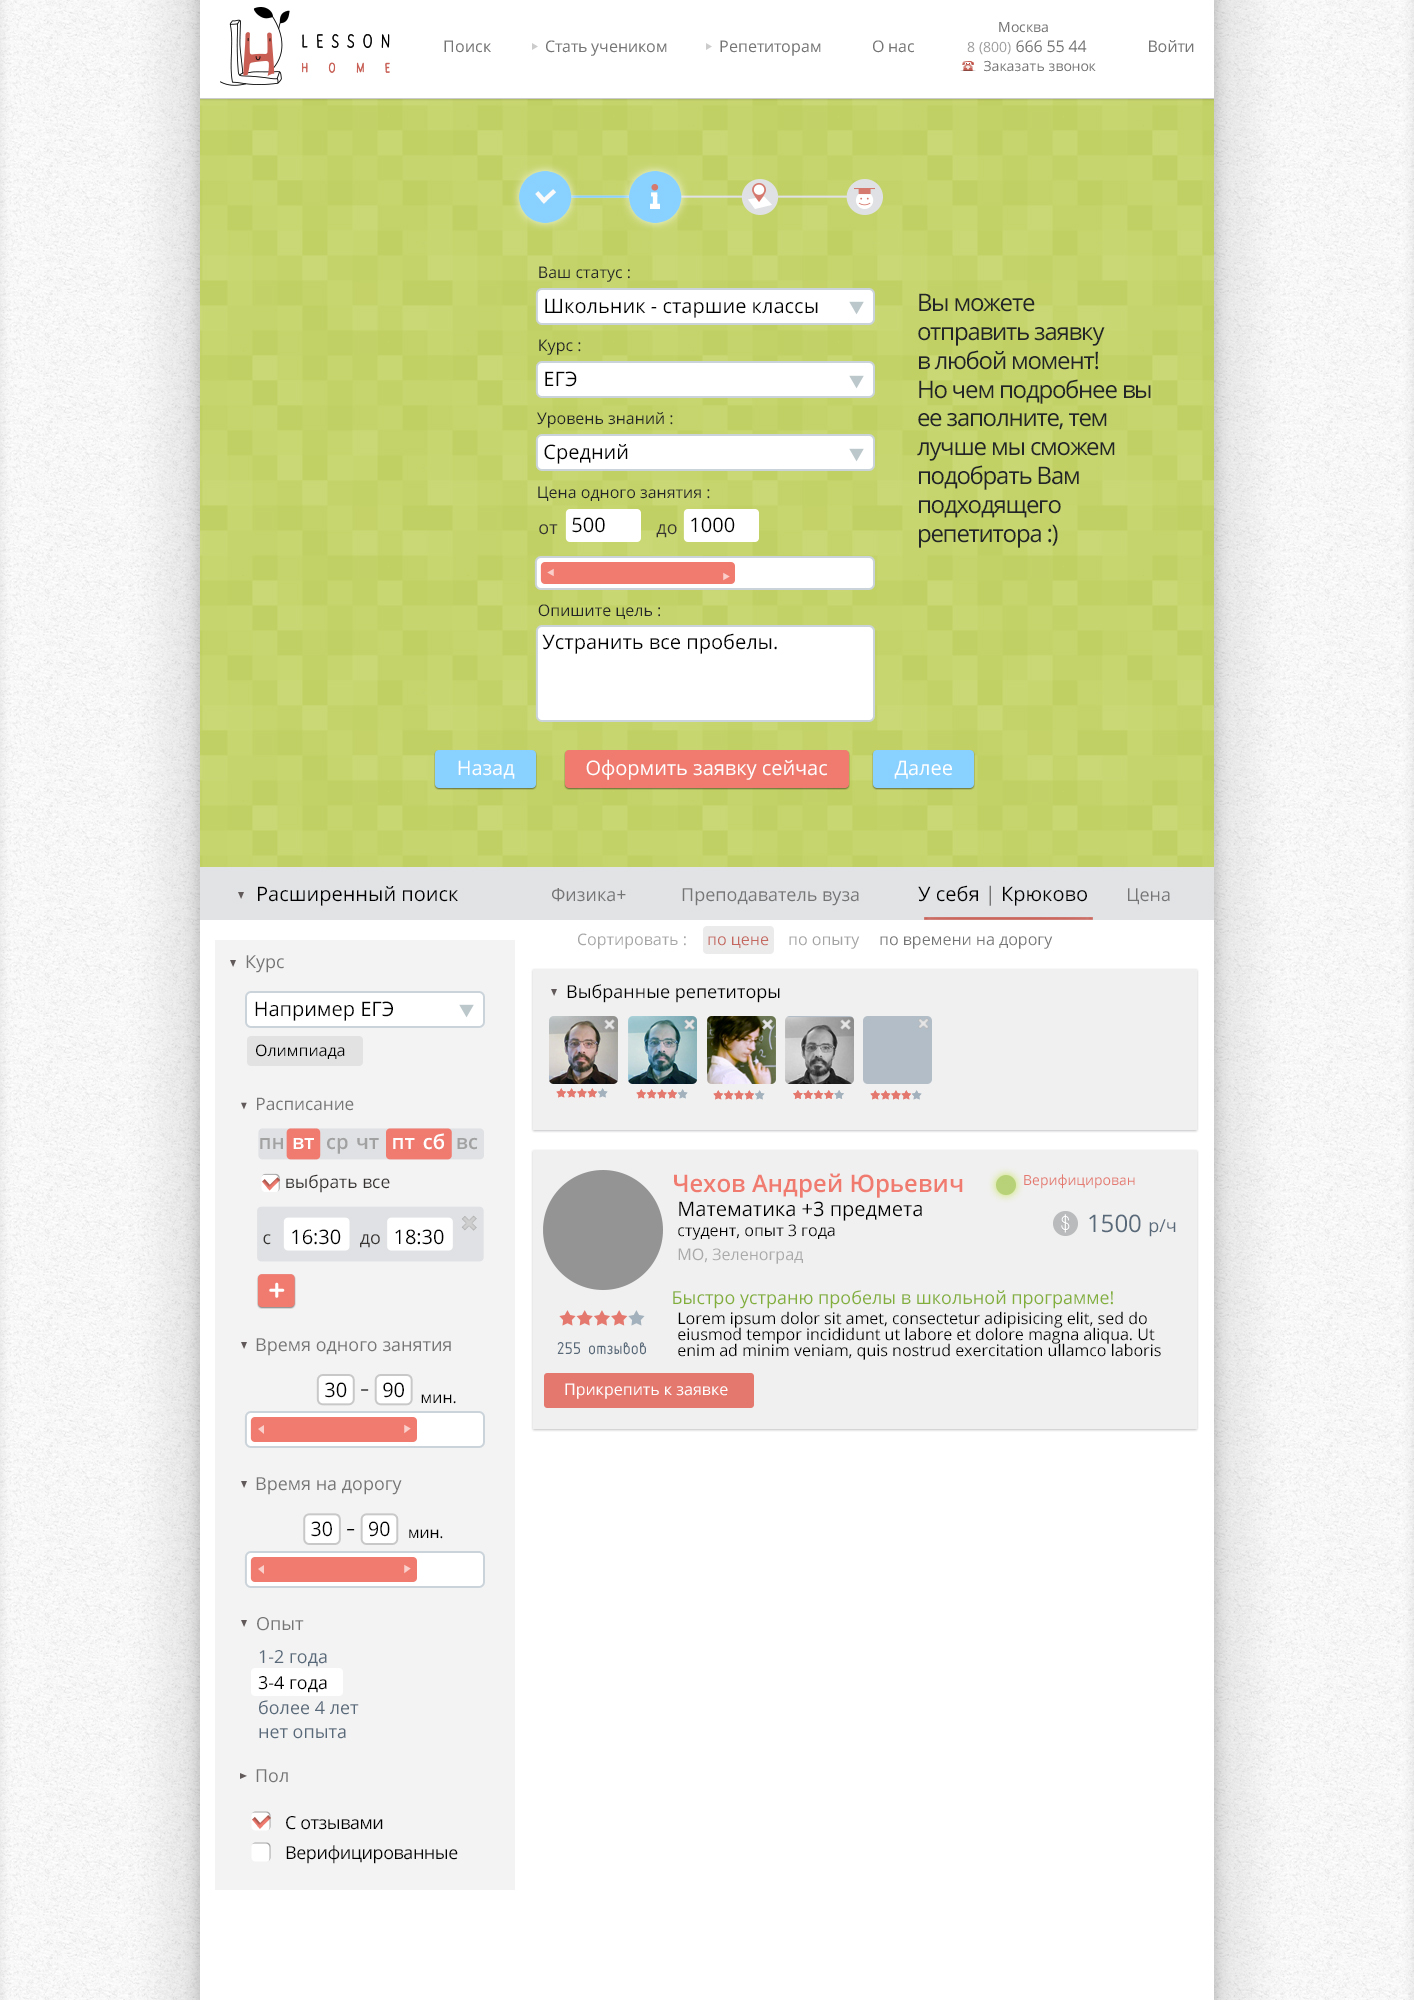 LESSON
HOME
Поиск
Стать учеником
Репетиторам
О нас
Москва
8 (800) 666 55 44
Заказать звонок
Войти
Ваш статус :
Школьник - старшие классы
Курс :
ЕГЭ
Уровень знаний :
Средний
Цена одного занятия :
от 500 до 1000
Опишите цель :
Устранить все пробелы.
Вы можете
отправить заявку
в любой момент!
Но чем подробнее вы
ее заполните, тем
лучше мы сможем
подобрать Вам
подходящего
репетитора :)
Назад
Оформить заявку сейчас
Далее
Расширенный поиск
Физика+
Преподаватель вуза
У себя | Крюково
Цена
Сортировать : по цене по опыту по времени на дорогу
Курс
Например ЕГЭ
Олимпиада
Расписание
пн вт ср чт пт сб вс
выбрать все
с 16:30 до 18:30
+
Время одного занятия
30 – 90 мин.
Время на дорогу
30 – 90 мин.
Опыт
1-2 года
3-4 года
более 4 лет
нет опыта
Пол
С отзывами
Верифицированные
Выбранные репетиторы
Чехов Андрей Юрьевич
Верифицирован
Математика +3 предмета
студент, опыт 3 года
МО, Зеленоград
$ 1500 р/ч
Быстро устраню пробелы в школьной программе!
Lorem ipsum dolor sit amet, consectetur adipisicing elit, sed do
eiusmod tempor incididunt ut labore et dolore magna aliqua. Ut
enim ad minim veniam, quis nostrud exercitation ullamco laboris
255 отзывов
Прикрепить к заявке